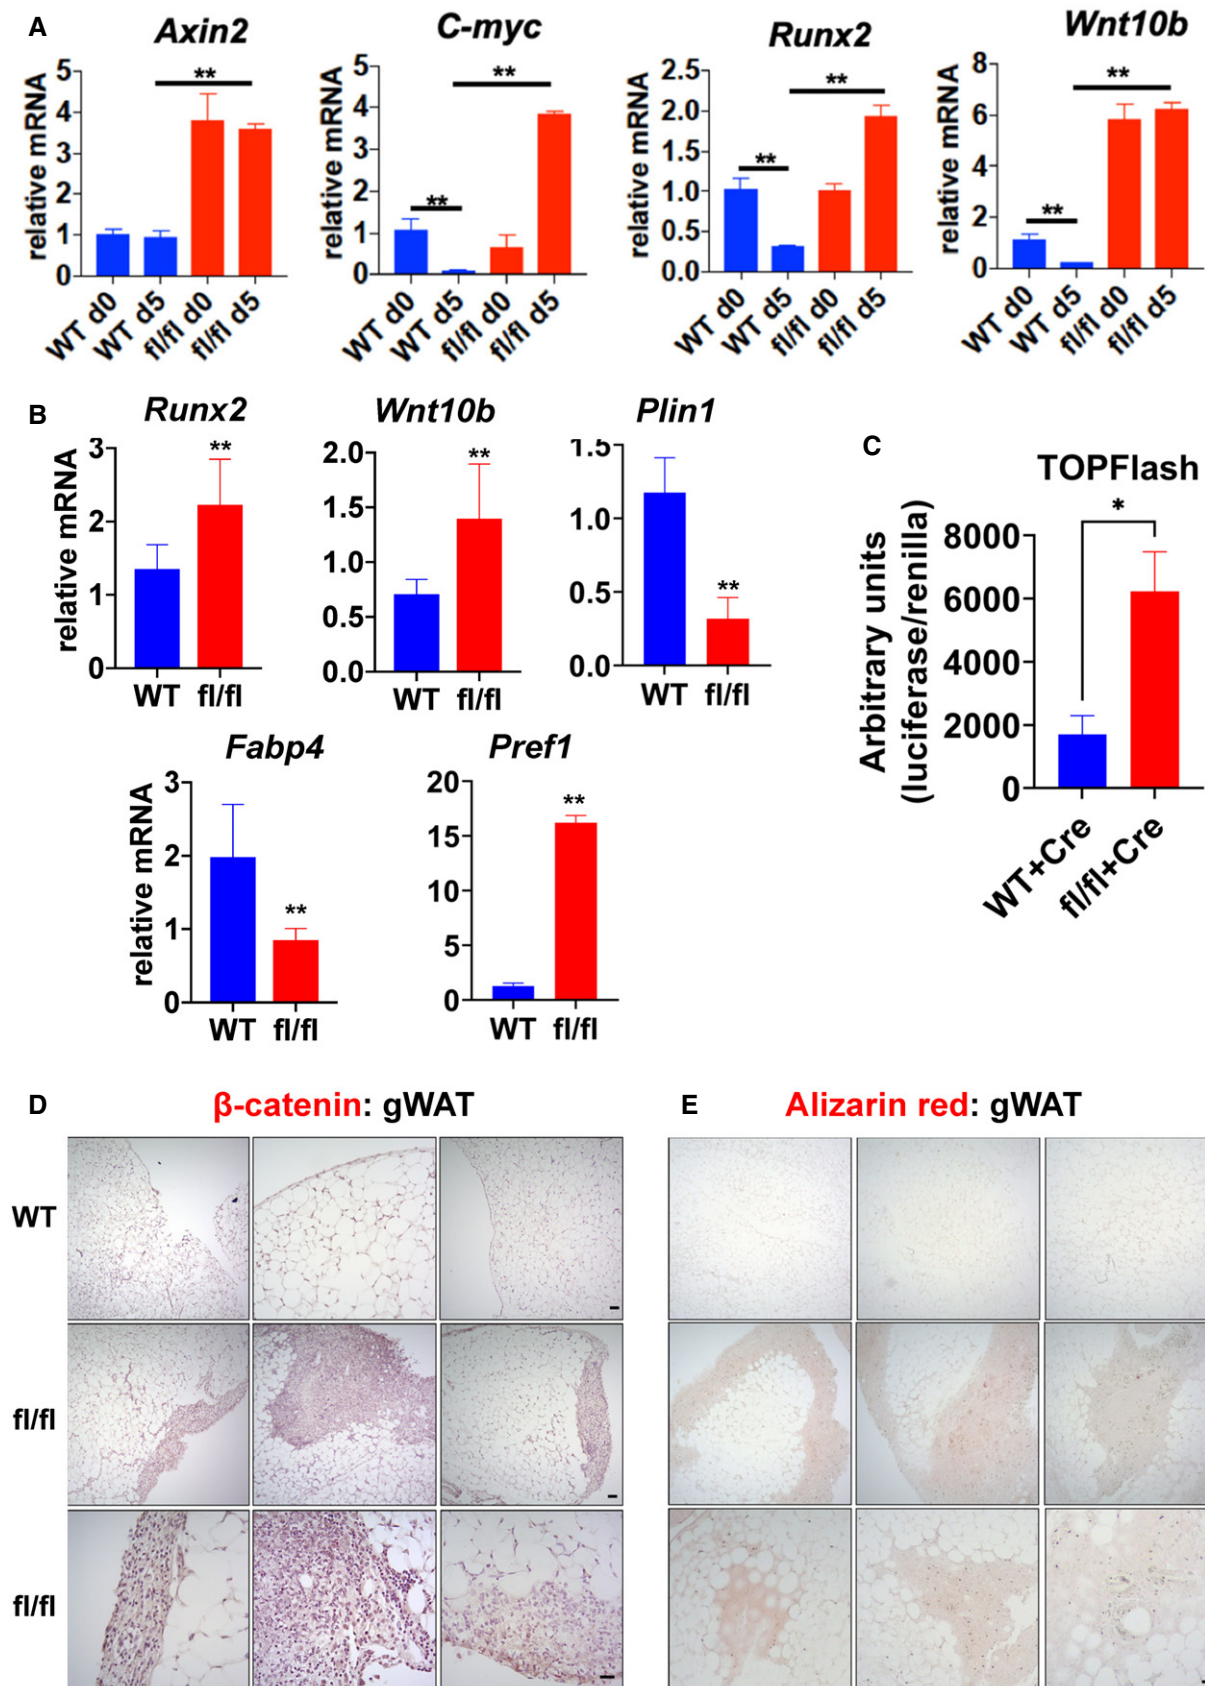 A
Axin2
C-myc
Runx2
Wnt10b
relative mRNA
5
4
3
2
1
0
**
WT d0
WT d5
fl/fl d0
fl/fl d5
relative mRNA
5
4
3
2
1
0
**
**
WT d0
WT d5
fl/fl d0
fl/fl d5
relative mRNA
2.5
2.0
1.5
1.0
0.5
0.0
**
**
WT d0
WT d5
fl/fl d0
fl/fl d5
relative mRNA
8
6
4
2
0
**
**
WT d0
WT d5
fl/fl d0
fl/fl d5
B
Runx2
relative mRNA
3
2
1
0
**
WT fl/fl
Wnt10b
2.0
1.5
1.0
0.5
0.0
**
WT fl/fl
Plin1
1.5
1.0
0.5
0.0
**
WT fl/fl
Fabp4
relative mRNA
3
2
1
0
**
WT fl/fl
Pref1
20
15
10
5
0
**
WT fl/fl
C
TOPFlash
Arbitrary units
(luciferase/renilla)
8000
6000
4000
2000
0
*
WT+Cre
fl/fl+Cre
D
β-catenin: gWAT
WT
fl/fl
fl/fl
E
Alizarin red: gWAT